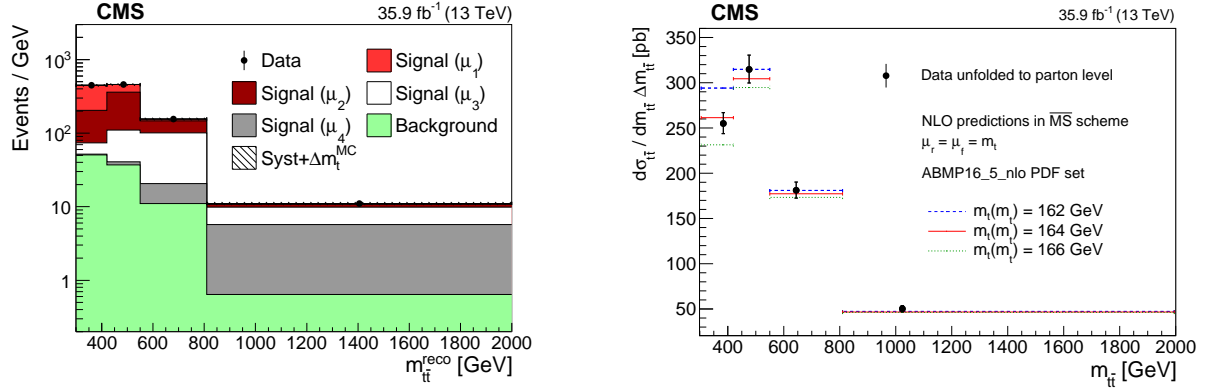 CMS 35.9 fb⁻¹ (13 TeV)
Events / GeV
10³
10²
10
1
Data
Signal (μ₁)
Signal (μ₂)
Signal (μ₃)
Signal (μ₄)
Background
Syst+Δm_t^MC
400 600 800 1000 1200 1400 1600 1800 2000
m_tt̄^reco [GeV]
CMS 35.9 fb⁻¹ (13 TeV)
dσ_tt̄ / dm_tt̄ Δm_tt̄ [pb]
350
300
250
200
150
100
50
Data unfolded to parton level
NLO predictions in M̅S̅ scheme
μ_r = μ_f = m_t
ABMP16_5_nlo PDF set
m_t(m_t) = 162 GeV
m_t(m_t) = 164 GeV
m_t(m_t) = 166 GeV
400 600 800 1000 1200 1400 1600 1800 2000
m_tt̄ [GeV]